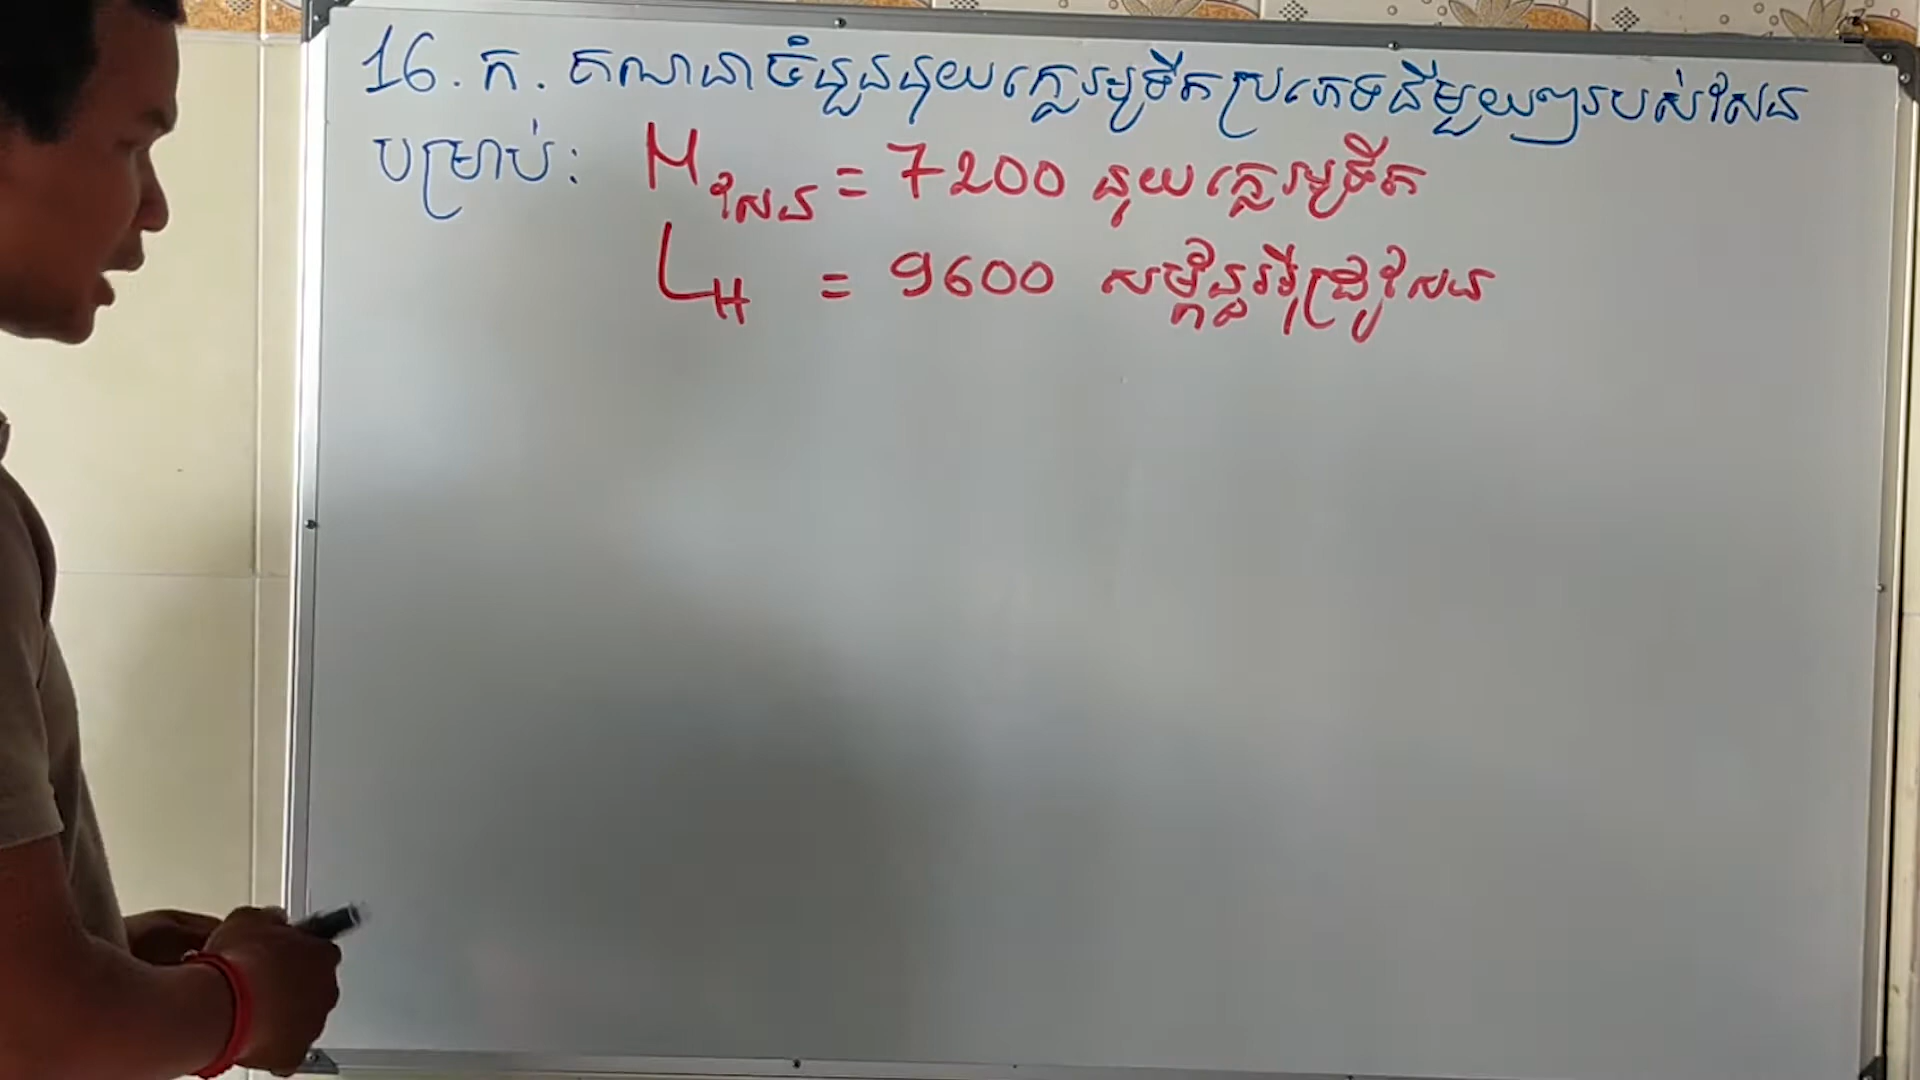 16. ក. គណនាចំនួននុយក្លេអូទីតប្រភេទនីមួយៗរបស់សែន
បម្រាប់: Mសែន = 7200 នុយក្លេអូទីត
LH = 9600 សម្ព័ន្ធអ៊ីដ្រូសែន